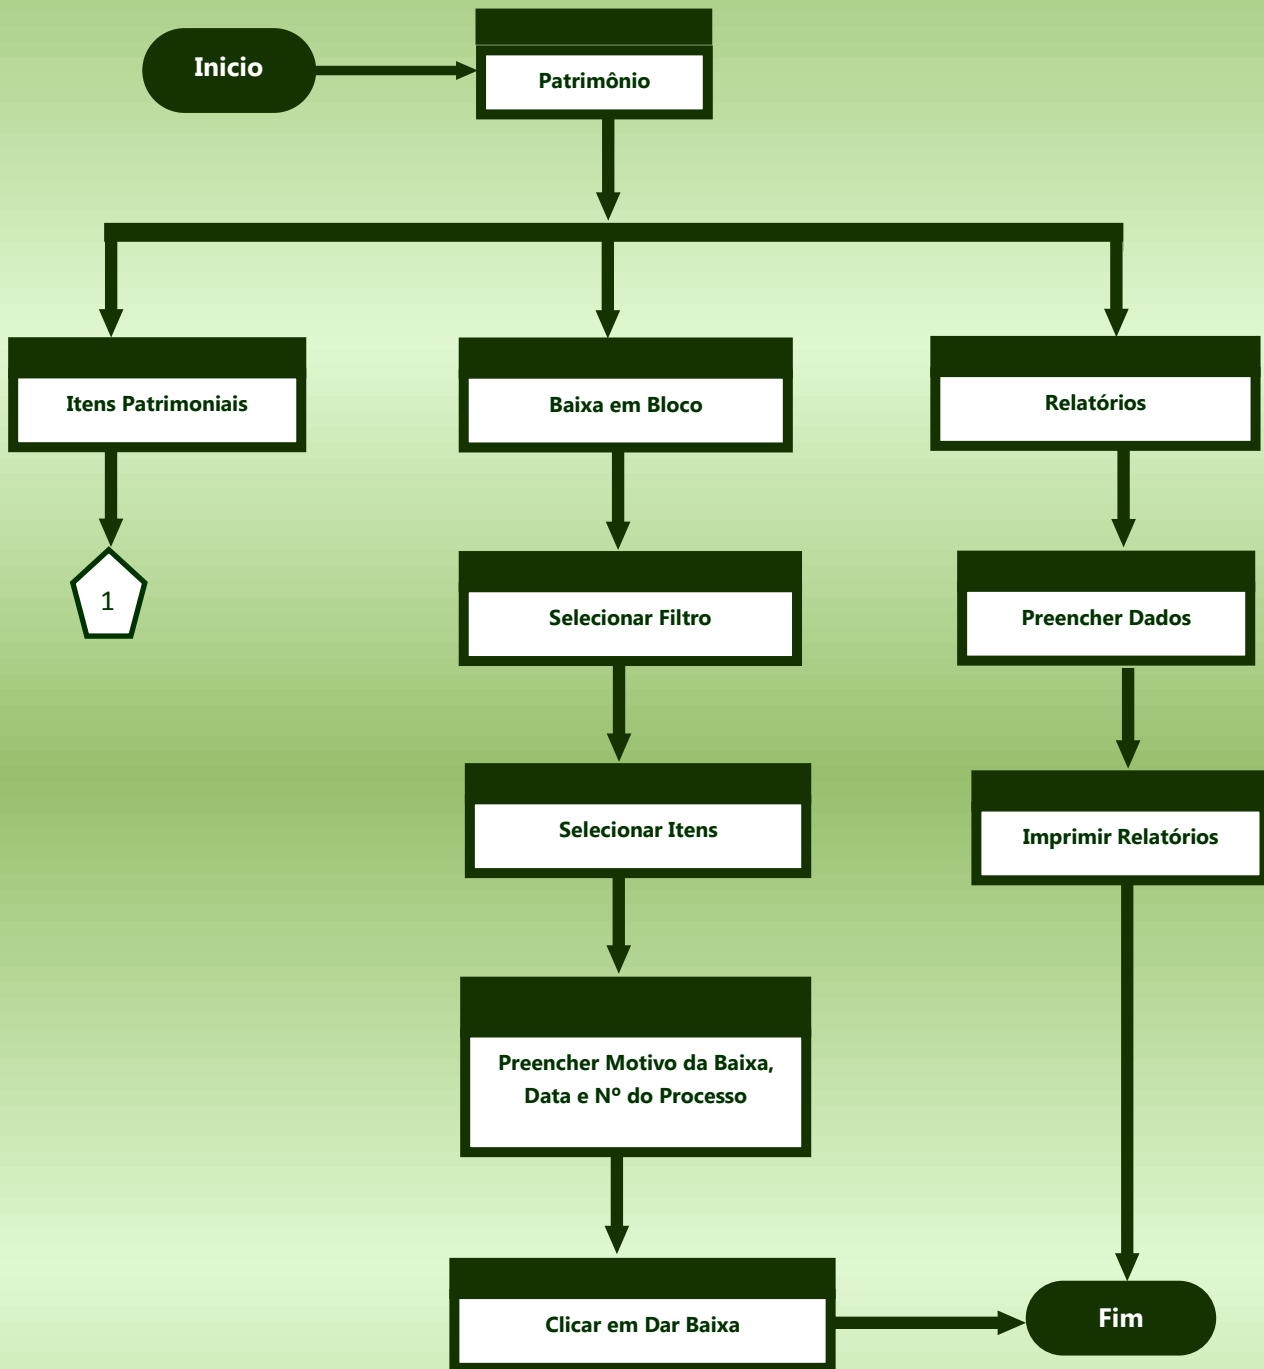 Inicio
Patrimônio
Itens Patrimoniais
Baixa em Bloco
Relatórios
1
Selecionar Filtro
Preencher Dados
Selecionar Itens
Imprimir Relatórios
Preencher Motivo da Baixa,
Data e Nº do Processo
Clicar em Dar Baixa
Fim